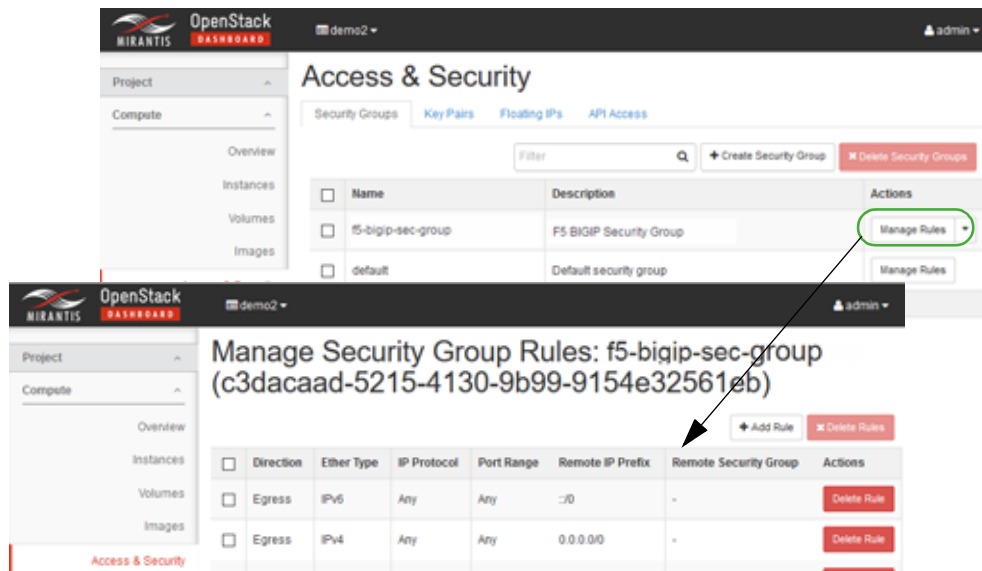 MIRANTIS OpenStack DASHBOARD demo2 admin
Project
Compute
Overview
Instances
Volumes
Images
Access & Security
Security Groups Key Pairs Floating IPs API Access
Filter + Create Security Group × Delete Security Groups
Name Description Actions
f5-bigip-sec-group F5 BIGIP Security Group Manage Rules
default Default security group Manage Rules
MIRANTIS OpenStack DASHBOARD demo2 admin
Project
Compute
Overview
Instances
Volumes
Images
Access & Security
Manage Security Group Rules: f5-bigip-sec-group
(c3dacaad-5215-4130-9b99-9154e32561eb)
+ Add Rule × Delete Rules
Direction Ether Type IP Protocol Port Range Remote IP Prefix Remote Security Group Actions
Egress IPv6 Any Any ::/0 - Delete Rule
Egress IPv4 Any Any 0.0.0.0/0 - Delete Rule